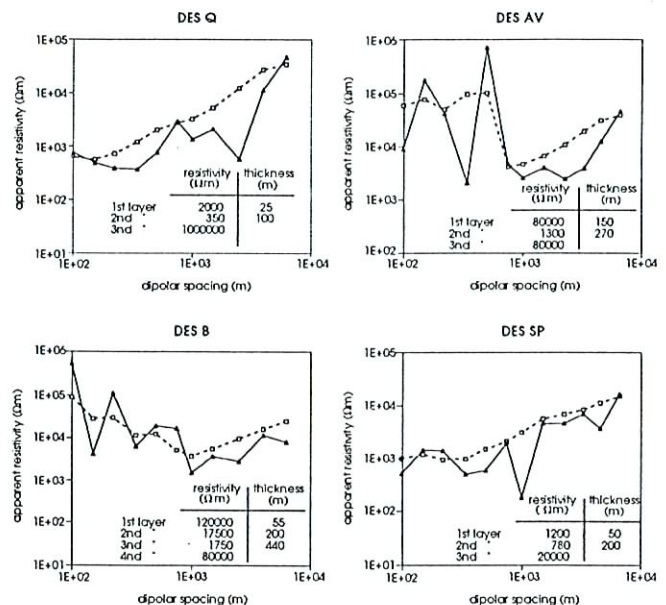 DES Q
apparent resistivity (Ωm)
1E+05
1E+04
1E+03
1E+02
1E+01
1E+02 1E+03 1E+04
dipolar spacing (m)
resistivity (Ωm) thickness (m)
1st layer 2000 25
2nd " 350 100
3rd " 1000000
DES AV
apparent resistivity (Ωm)
1E+06
1E+05
1E+04
1E+03
1E+02
1E+02 1E+03 1E+04
dipolar spacing (m)
resistivity (Ωm) thickness (m)
1st layer 80000 150
2nd " 1300 270
3rd " 80000
DES B
apparent resistivity (Ωm)
1E+06
1E+05
1E+04
1E+03
1E+02
1E+01
1E+02 1E+03 1E+04
dipolar spacing (m)
resistivity (Ωm) thickness (m)
1st layer 120000 55
2nd " 17500 200
3rd " 1750 440
4nd " 80000
DES SP
apparent resistivity (Ωm)
1E+05
1E+04
1E+03
1E+02
1E+01
1E+02 1E+03 1E+04
dipolar spacing (m)
resistivity (Ωm) thickness (m)
1st layer 1200 50
2nd " 780 200
3rd " 20000